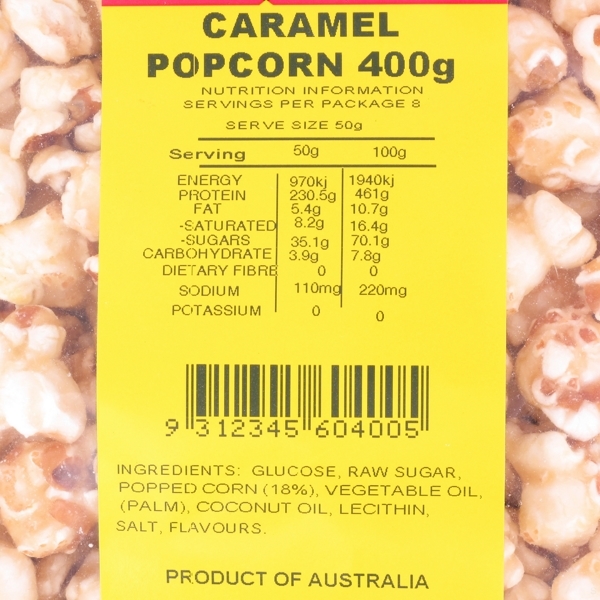 CARAMEL
POPCORN 400g
NUTRITION INFORMATION
SERVINGS PER PACKAGE 8
SERVE SIZE 50g
Serving 50g 100g
ENERGY 970kj 1940kj
PROTEIN 230.5g 461g
FAT 5.4g 10.7g
-SATURATED 8.2g 16.4g
-SUGARS 35.1g 70.1g
CARBOHYDRATE 3.9g 7.8g
DIETARY FIBRE 0 0
SODIUM 110mg 220mg
POTASSIUM 0 0
9 312345 604005
INGREDIENTS: GLUCOSE, RAW SUGAR,
POPPED CORN (18%), VEGETABLE OIL,
(PALM), COCONUT OIL, LECITHIN,
SALT, FLAVOURS.
PRODUCT OF AUSTRALIA